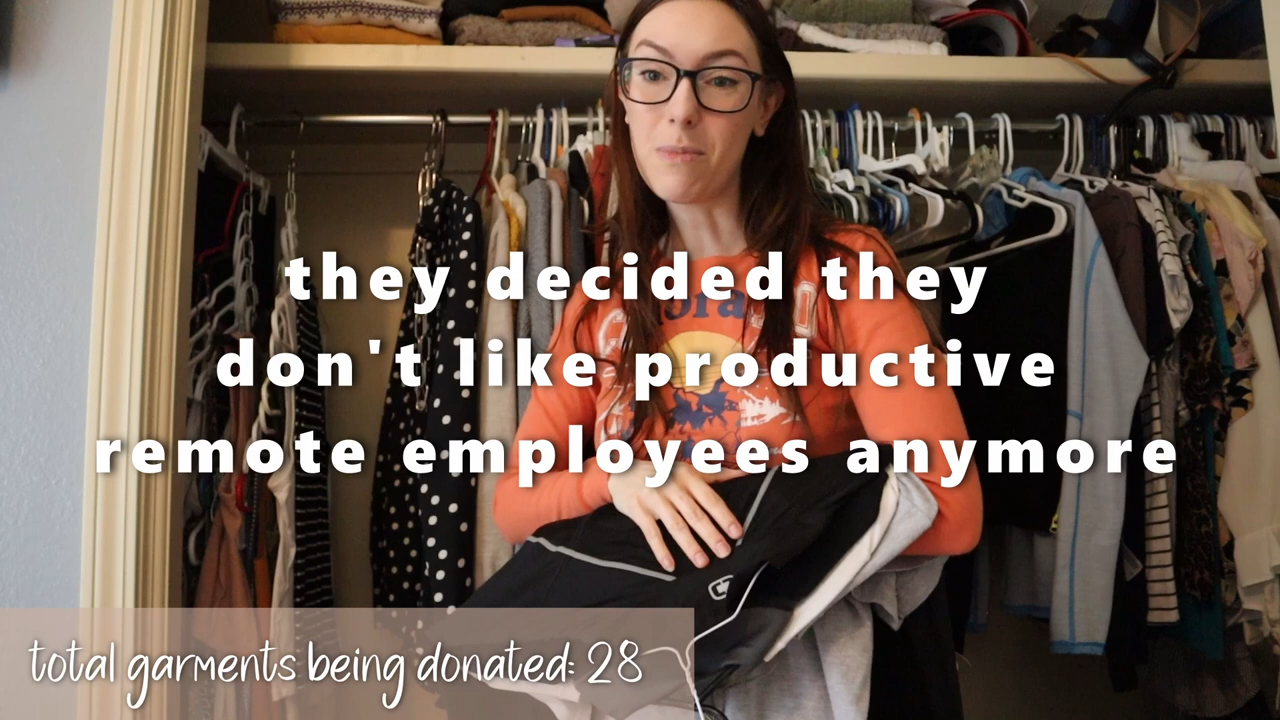 they decided they
don't like productive
remote employees anymore
total garments being donated: 28